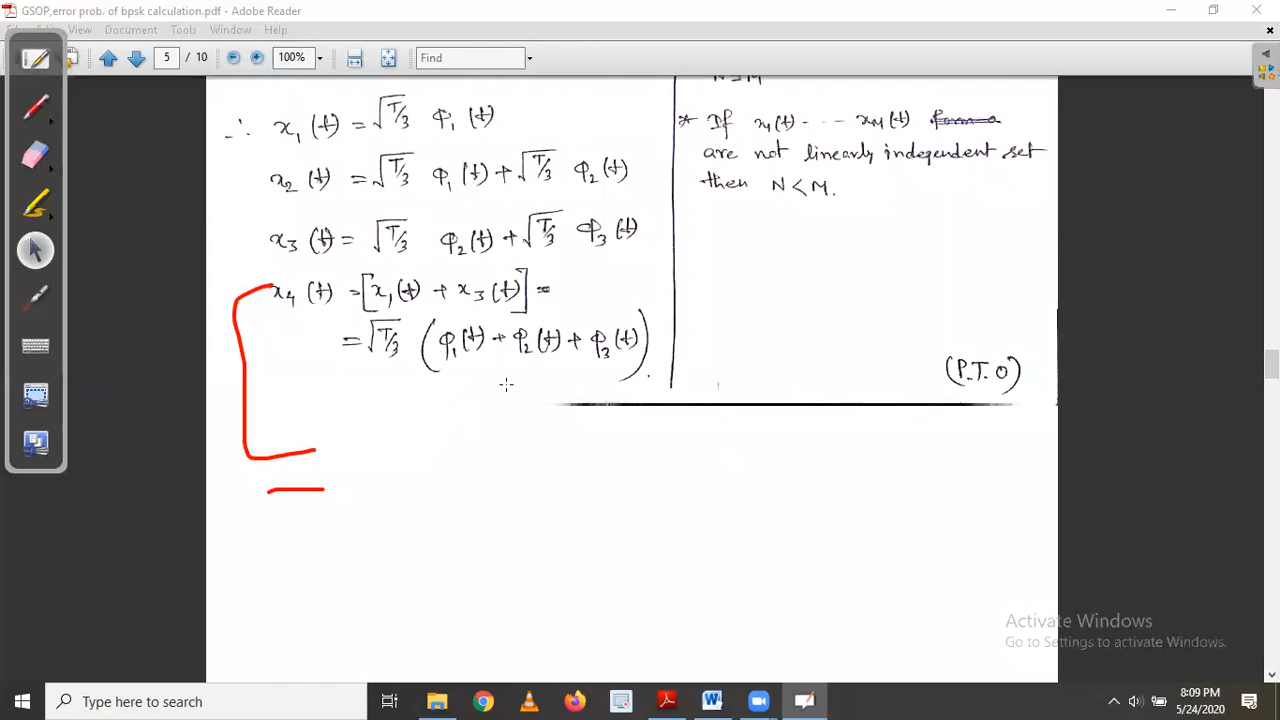 GSOP,error prob. of bpsk calculation.pdf - Adobe Reader
View Document Tools Window Help
5 / 10 100% Find
∴ x₁(t) = √T/3 φ₁(t)
x₂(t) = √T/3 φ₁(t) + √T/3 φ₂(t)
x₃(t) = √T/3 φ₂(t) + √T/3 φ₃(t)
x₄(t) = [x₁(t) + x₃(t)] =
= √T/3 (φ₁(t) + φ₂(t) + φ₃(t)).
* If x₁(t) --- x_M(t)
are not linearly independent set
then N < M.
(P.T.O)
Activate Windows
Go to Settings to activate Windows.
Type here to search
8:09 PM
5/24/2020